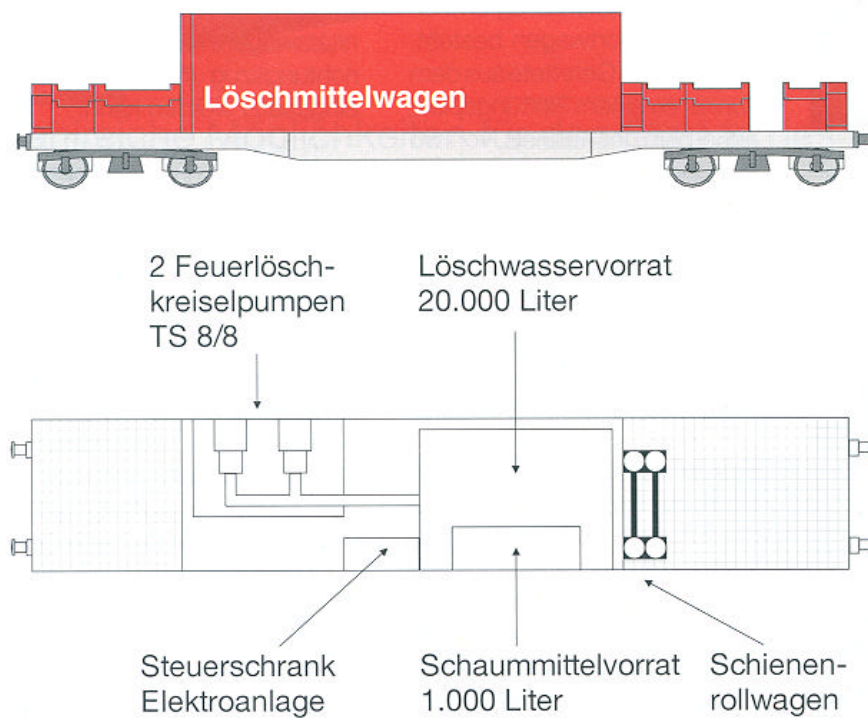 Löschmittelwagen
2 Feuerlösch-
kreiselpumpen
TS 8/8
Löschwasservorrat
20.000 Liter
Steuerschrank
Elektroanlage
Schaummittelvorrat
1.000 Liter
Schienen-
rollwagen